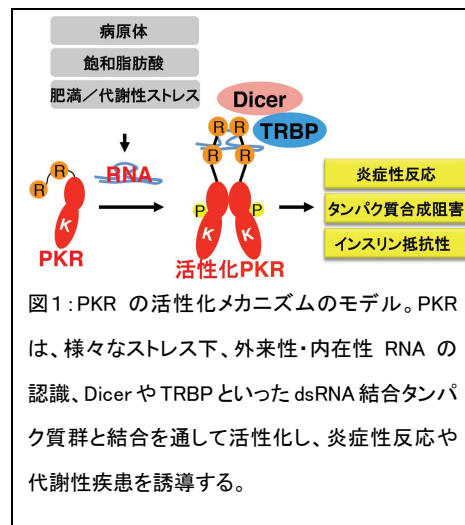 病原体
飽和脂肪酸
肥満／代謝性ストレス
Dicer
TRBP
R R
R R
R
R
RNA
P P
K
K K
PKR
活性化PKR
炎症性反応
タンパク質合成阻害
インスリン抵抗性
図1：PKR の活性化メカニズムのモデル。PKR
は、様々なストレス下、外来性・内在性 RNA の
認識、Dicer や TRBP といった dsRNA 結合タンパ
ク質群と結合を通して活性化し、炎症性反応や
代謝性疾患を誘導する。